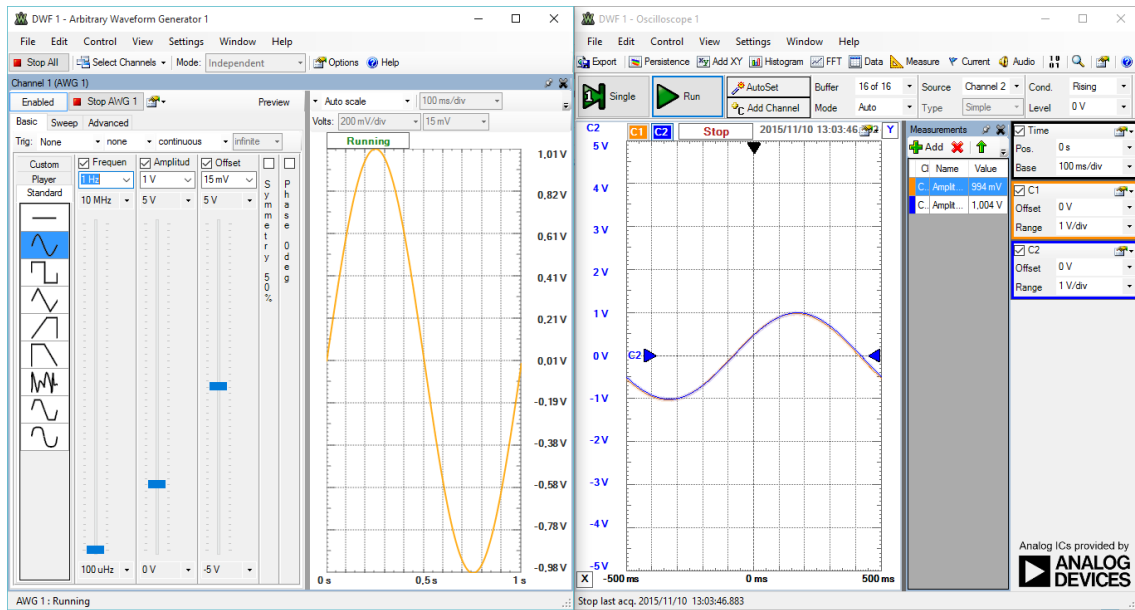 DWF 1 - Arbitrary Waveform Generator 1
File Edit Control View Settings Window Help
Stop All Select Channels Mode: Independent Options Help
Channel 1 (AWG 1)
Enabled Stop AWG 1 Preview
Basic Sweep Advanced
Trig: None none continuous infinite
Custom
Player
Standard
Frequen Amplitud Offset
1 Hz 1 V 15 mV
10 MHz 5 V 5 V
Symmetry 50%
Phase 0 deg
100 uHz 0 V -5 V
Auto scale 100 ms/div
Volts: 200 mV/div 15 mV
Running
1,01 V
0,82 V
0,61 V
0,41 V
0,21 V
0,01 V
-0,19 V
-0,38 V
-0,58 V
-0,78 V
-0,98 V
0 s 0,5 s 1 s
AWG 1 : Running
DWF 1 - Oscilloscope 1
File Edit Control View Settings Window Help
Export Persistence Add XY Histogram FFT Data Measure Current Audio
Single Run AutoSet Buffer 16 of 16 Source Channel 2 Cond. Rising
Add Channel Mode Auto Type Simple Level 0 V
C2 C1 C2 Stop 2015/11/10 13:03:46 Y
5 V
4 V
3 V
2 V
1 V
0 V C2
-1 V
-2 V
-3 V
-4 V
-5 V
X -500 ms 0 ms 500 ms
Measurements
Add
Name Value
C.. Amplit... 994 mV
C.. Amplit... 1,004 V
Time
Pos. 0 s
Base 100 ms/div
C1
Offset 0 V
Range 1 V/div
C2
Offset 0 V
Range 1 V/div
Analog ICs provided by
ANALOG
DEVICES
Stop last acq. 2015/11/10 13:03:46.883